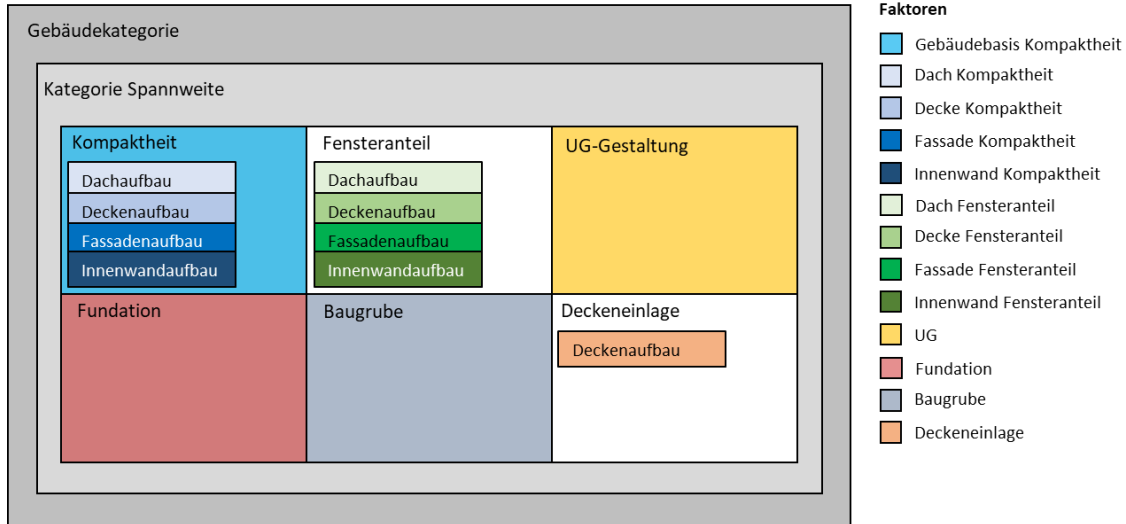 Gebäudekategorie
Kategorie Spannweite
Kompaktheit
Dachaufbau
Deckenaufbau
Fassadenaufbau
Innenwandaufbau
Fensteranteil
Dachaufbau
Deckenaufbau
Fassadenaufbau
Innenwandaufbau
UG-Gestaltung
Fundation
Baugrube
Deckeneinlage
Deckenaufbau
Faktoren
Gebäudebasis Kompaktheit
Dach Kompaktheit
Decke Kompaktheit
Fassade Kompaktheit
Innenwand Kompaktheit
Dach Fensteranteil
Decke Fensteranteil
Fassade Fensteranteil
Innenwand Fensteranteil
UG
Fundation
Baugrube
Deckeneinlage